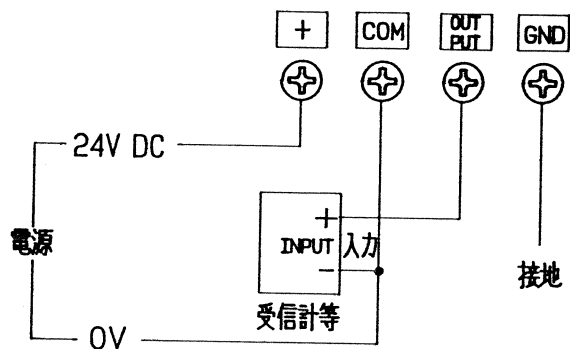 +
COM
OUT
PUT
GND
24V DC
電源
+
INPUT 入力
-
受信計等
接地
0V